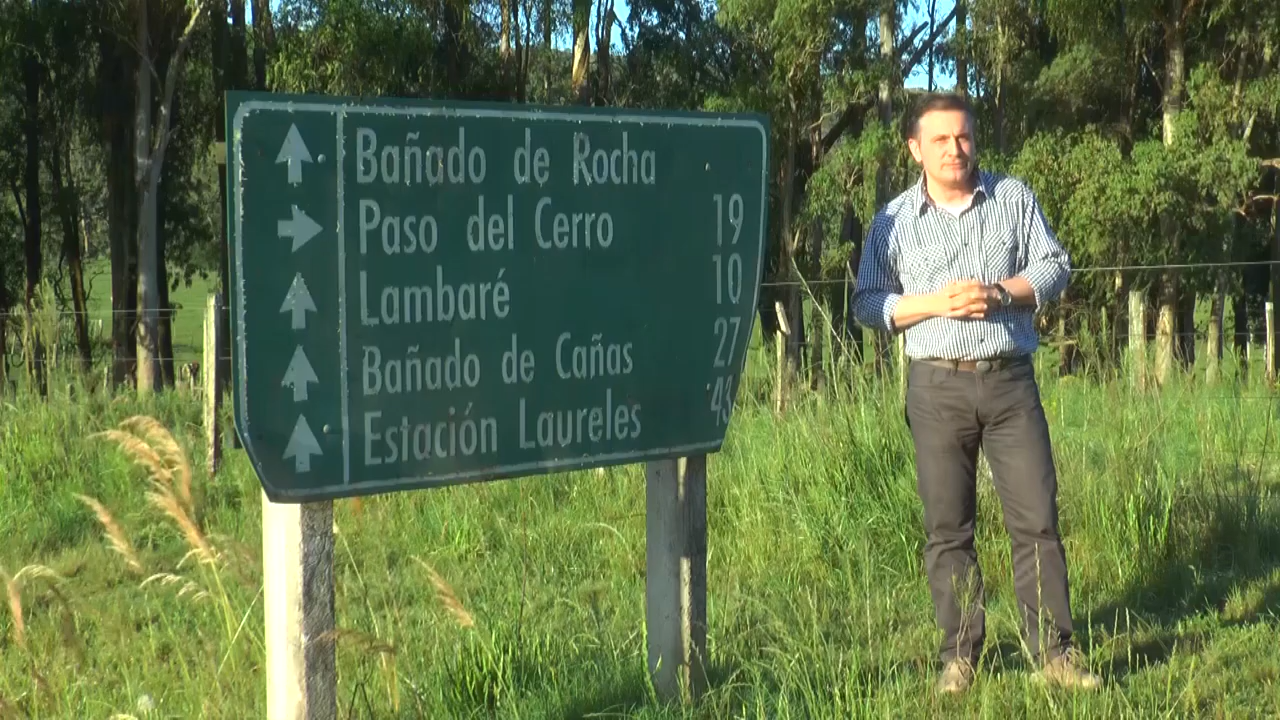 Bañado de Rocha
Paso del Cerro 19
Lambaré 10
Bañado de Cañas 27
Estación Laureles 43